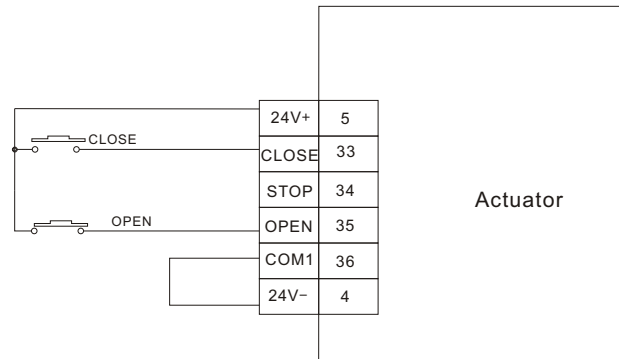 24V+ 5
CLOSE
CLOSE 33
STOP 34
Actuator
OPEN
OPEN 35
COM1 36
24V− 4